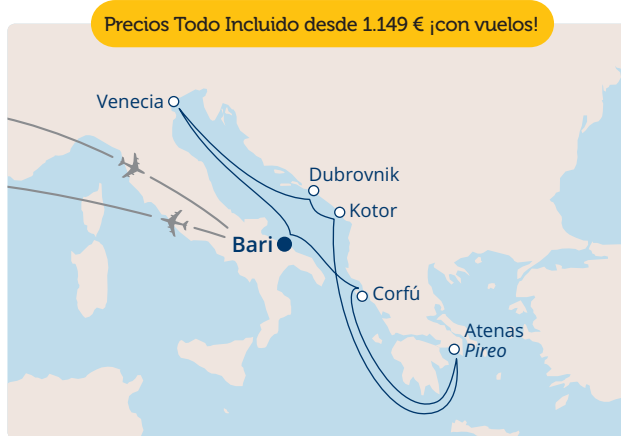 Precios Todo Incluido desde 1.149 € ¡con vuelos!
Venecia
Dubrovnik
Kotor
Bari
Corfú
Atenas
Pireo